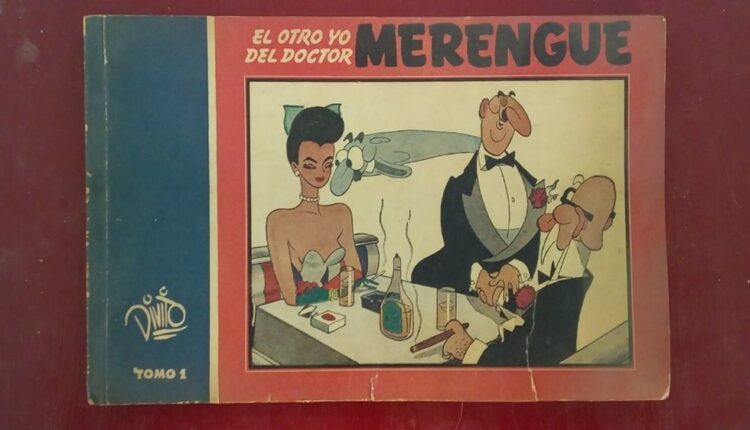 EL OTRO YO
DEL DOCTOR MERENGUE
DiViTO
TOMO 1